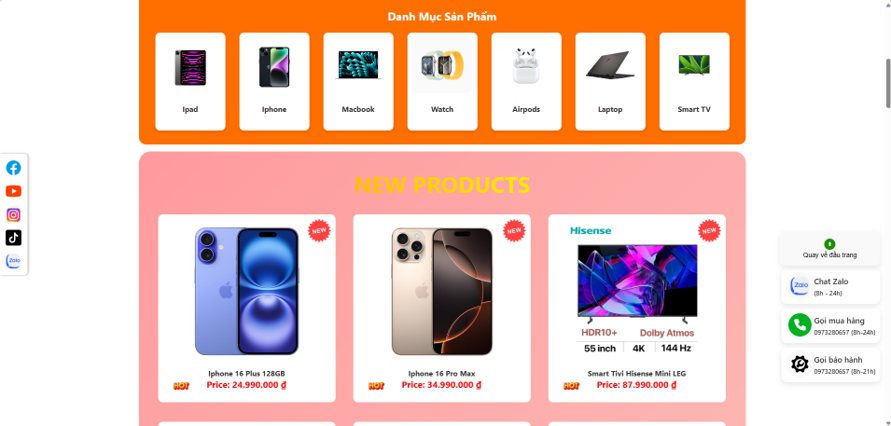 Danh Mục Sản Phẩm
Ipad
Iphone
Macbook
Watch
Airpods
Laptop
Smart TV
NEW PRODUCTS
NEW
NEW
Hisense
NEW
HDR10+ Dolby Atmos
55 inch 4K 144 Hz
Iphone 16 Plus 128GB
HOT Price: 24.990.000 ₫
Iphone 16 Pro Max
HOT Price: 34.990.000 ₫
Smart Tivi Hisense Mini LEG
HOT Price: 87.990.000 ₫
Zalo
Quay về đầu trang
Zalo
Chat Zalo
(8h - 24h)
Gọi mua hàng
0973280657 (8h-24h)
Gọi bảo hành
0973280657 (8h-21h)